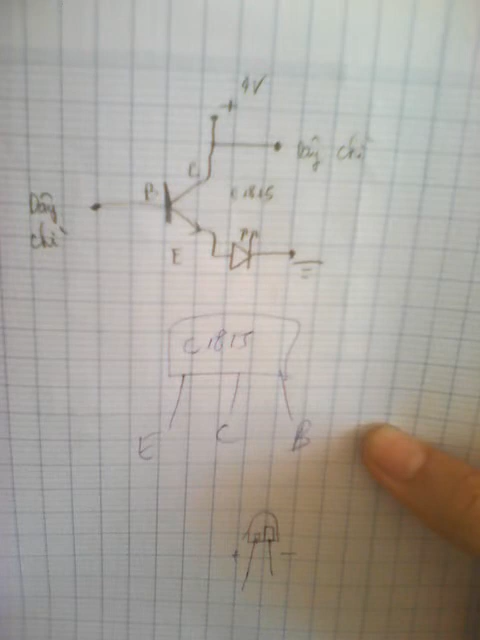 + 4V
Dây chì
C
B
C1815
Dây
chì
E
C1815
E C B
+ -